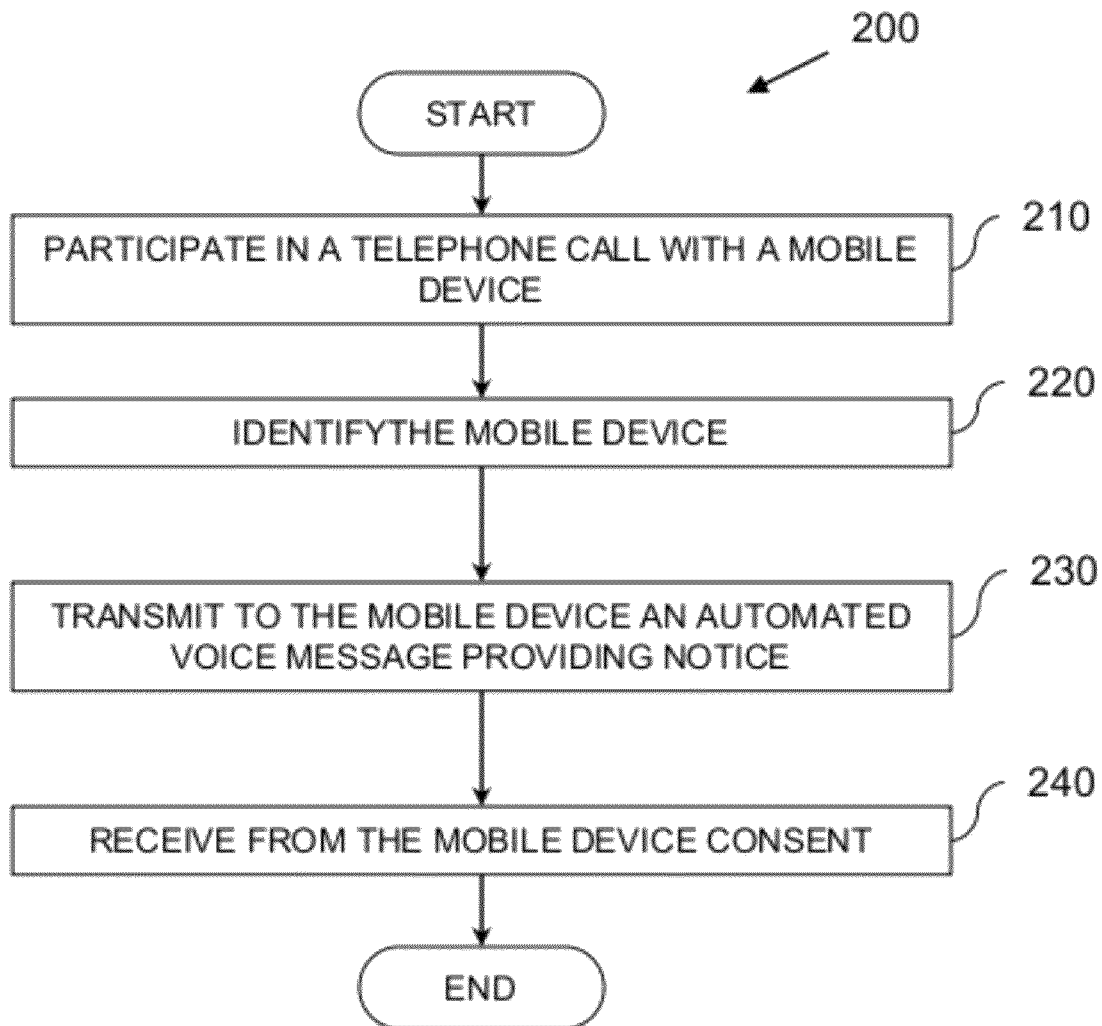 200
START
210
PARTICIPATE IN A TELEPHONE CALL WITH A MOBILE
DEVICE
220
IDENTIFYTHE MOBILE DEVICE
230
TRANSMIT TO THE MOBILE DEVICE AN AUTOMATED
VOICE MESSAGE PROVIDING NOTICE
240
RECEIVE FROM THE MOBILE DEVICE CONSENT
END